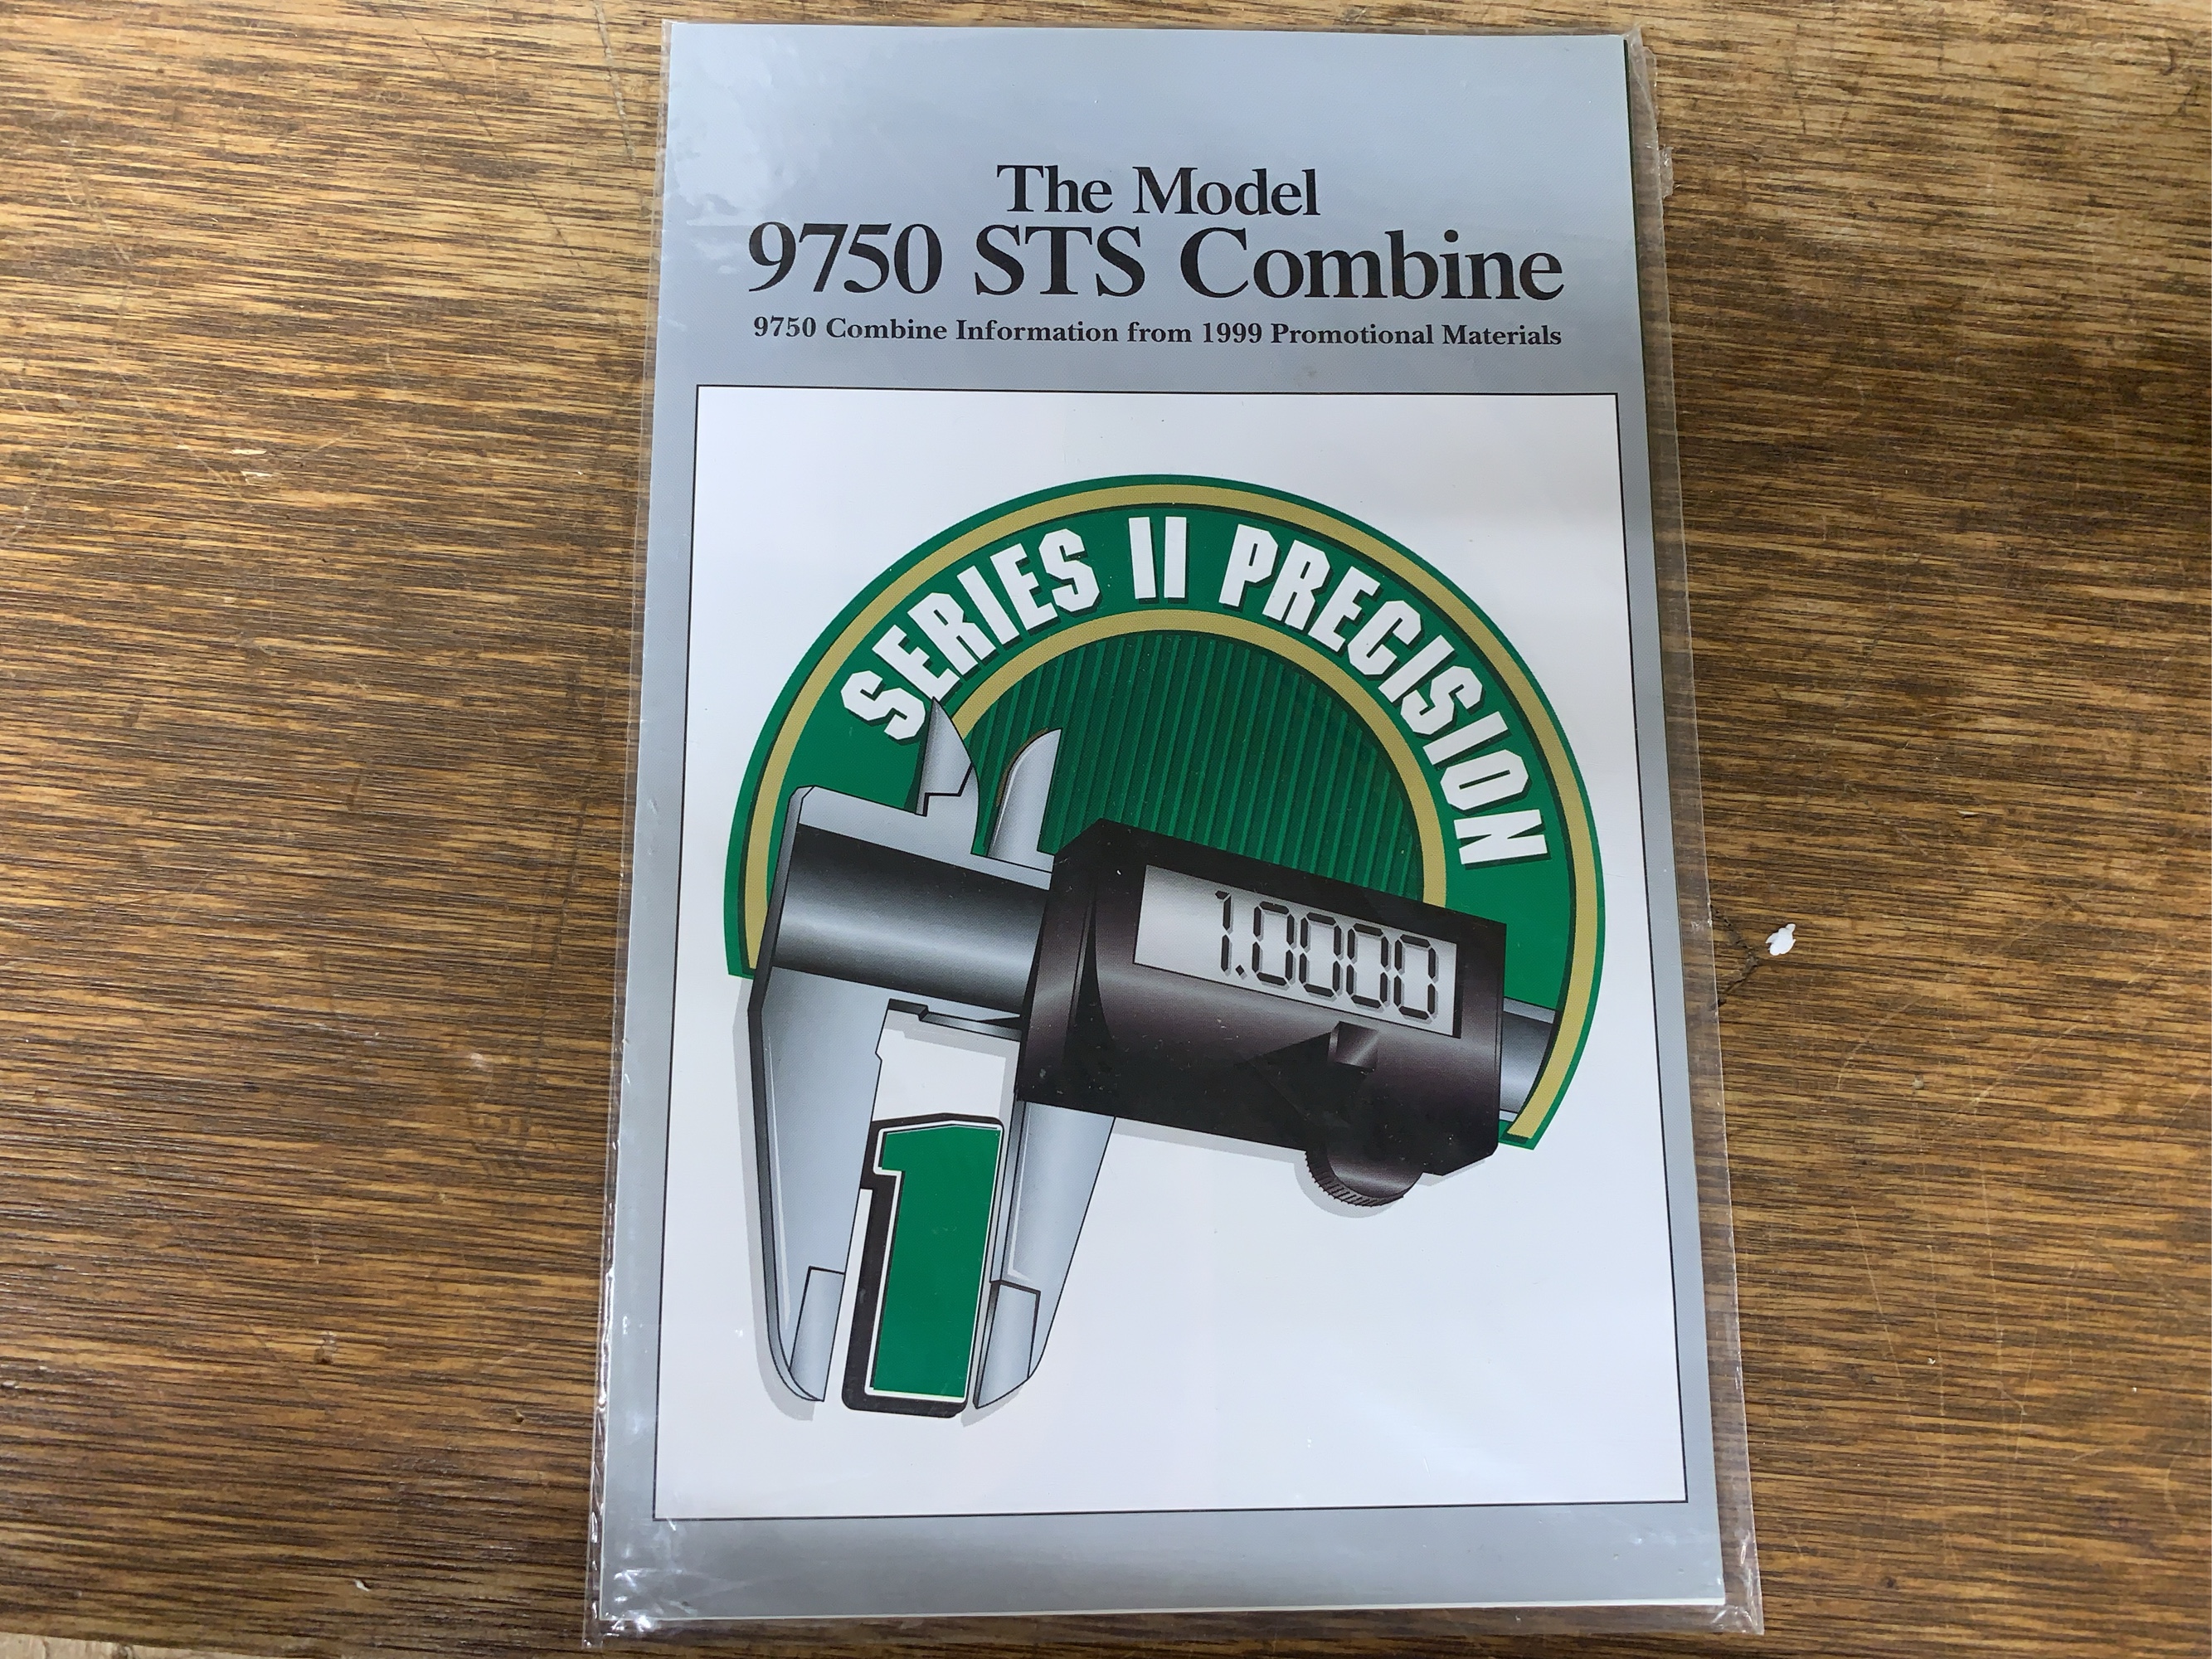 The Model
9750 STS Combine
9750 Combine Information from 1999 Promotional Materials
SERIES II PRECISION
1.0000
1